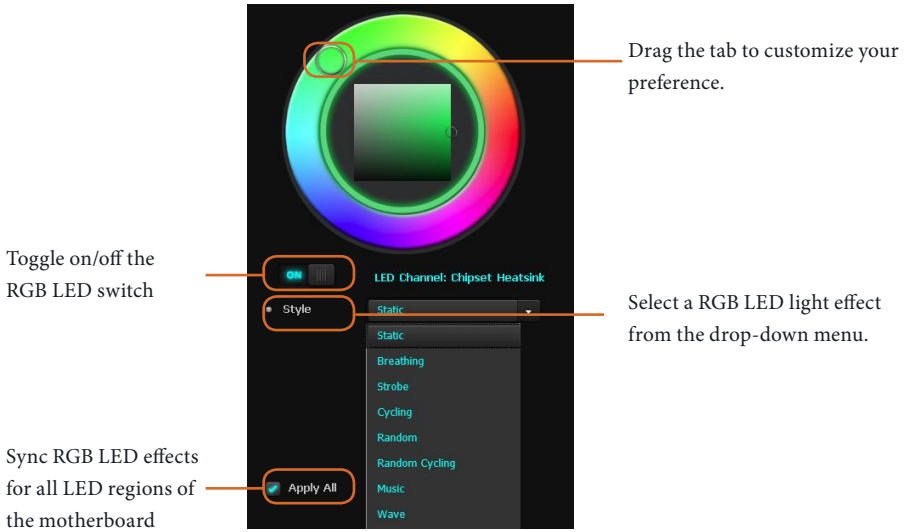 Drag the tab to customize your
preference.
Toggle on/off the
RGB LED switch
ON
LED Channel: Chipset Heatsink
Style
Static
Select a RGB LED light effect
from the drop-down menu.
Static
Breathing
Strobe
Cycling
Random
Random Cycling
Music
Wave
Sync RGB LED effects
for all LED regions of
the motherboard
Apply All